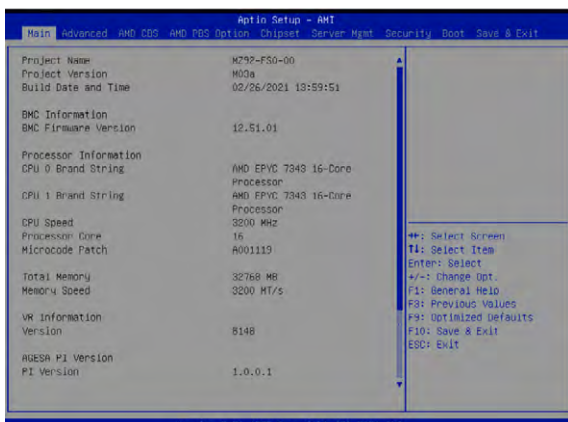 Aptio Setup - AMI
Main Advanced AMD CBS AMD PBS Option Chipset Server Mgmt Security Boot Save & Exit
Project Name MZ92-FS0-00
Project Version M03a
Build Date and Time 02/26/2021 13:59:51
BMC Information
BMC Firmware Version 12.51.01
Processor Information
CPU 0 Brand String AMD EPYC 7343 16-Core
Processor
CPU 1 Brand String AMD EPYC 7343 16-Core
Processor
CPU Speed 3200 MHz
Processor Core 16
Microcode Patch A001119
Total Memory 32768 MB
Memory Speed 3200 MT/s
VR Information
Version 8148
AGESA PI Version
PI Version 1.0.0.1
→←: Select Screen
↑↓: Select Item
Enter: Select
+/-: Change Opt.
F1: General Help
F3: Previous Values
F9: Optimized Defaults
F10: Save & Exit
ESC: Exit